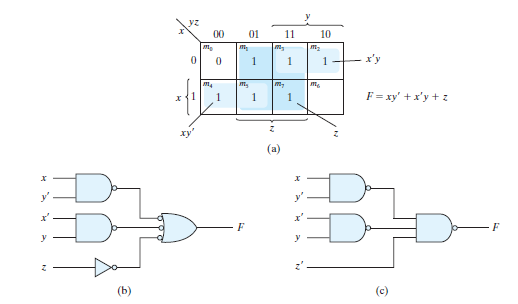 y
x yz
00 01 11 10
m₀ m₁ m₃ m₂
0 0 1 1 1 x'y
m₄ m₅ m₇ m₆
x 1 1 1 1 F = xy' + x'y + z
xy' z z
(a)
x
y'
x'
y
z
F
(b)
x
y'
x'
y
z'
F
(c)